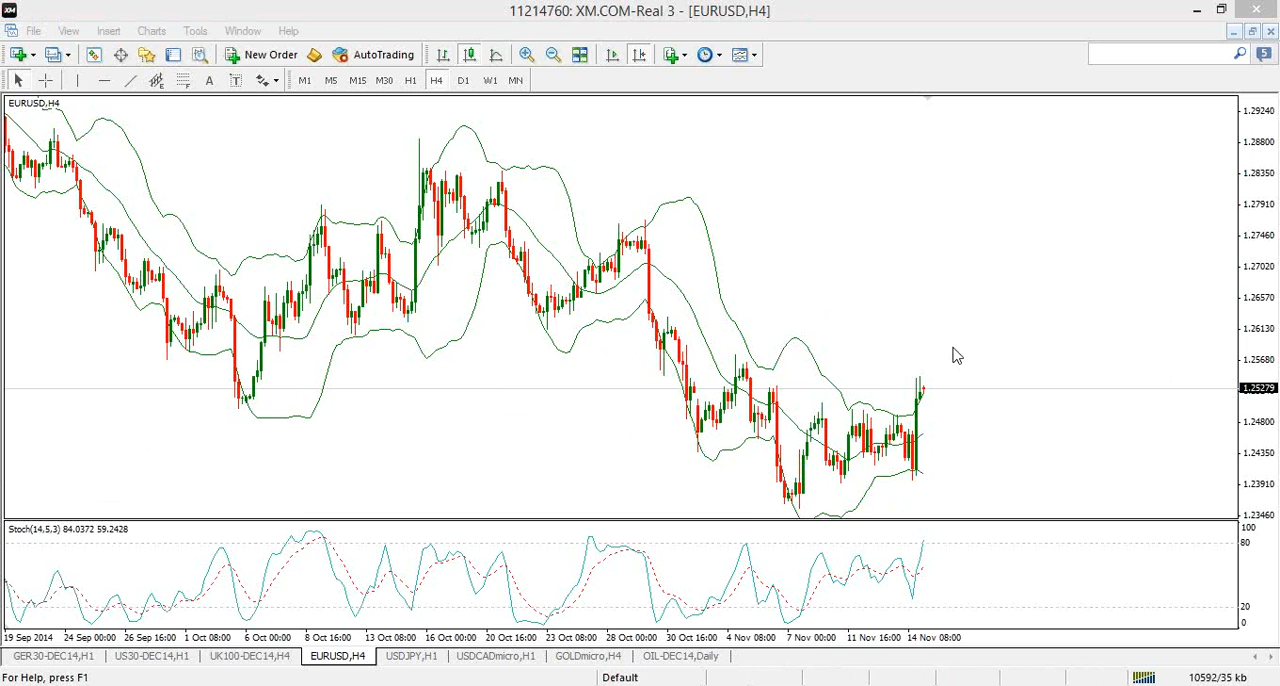 XM 11214760: XM.COM-Real 3 - [EURUSD,H4]
File View Insert Charts Tools Window Help
New Order AutoTrading 5
A T M1 M5 M15 M30 H1 H4 D1 W1 MN
EURUSD,H4
1.29240
1.28800
1.28350
1.27910
1.27460
1.27020
1.26570
1.26130
1.25680
1.25279
1.24800
1.24350
1.23910
1.23460
Stoch(14,5,3) 84.0372 59.2428
100
80
20
0
19 Sep 2014 24 Sep 00:00 26 Sep 16:00 1 Oct 08:00 6 Oct 00:00 8 Oct 16:00 13 Oct 08:00 16 Oct 00:00 20 Oct 16:00 23 Oct 08:00 28 Oct 00:00 30 Oct 16:00 4 Nov 08:00 7 Nov 00:00 11 Nov 16:00 14 Nov 08:00
GER30-DEC14,H1 US30-DEC14,H1 UK100-DEC14,H4 EURUSD,H4 USDJPY,H1 USDCADmicro,H1 GOLDmicro,H4 OIL-DEC14,Daily
For Help, press F1 Default 10592/35 kb